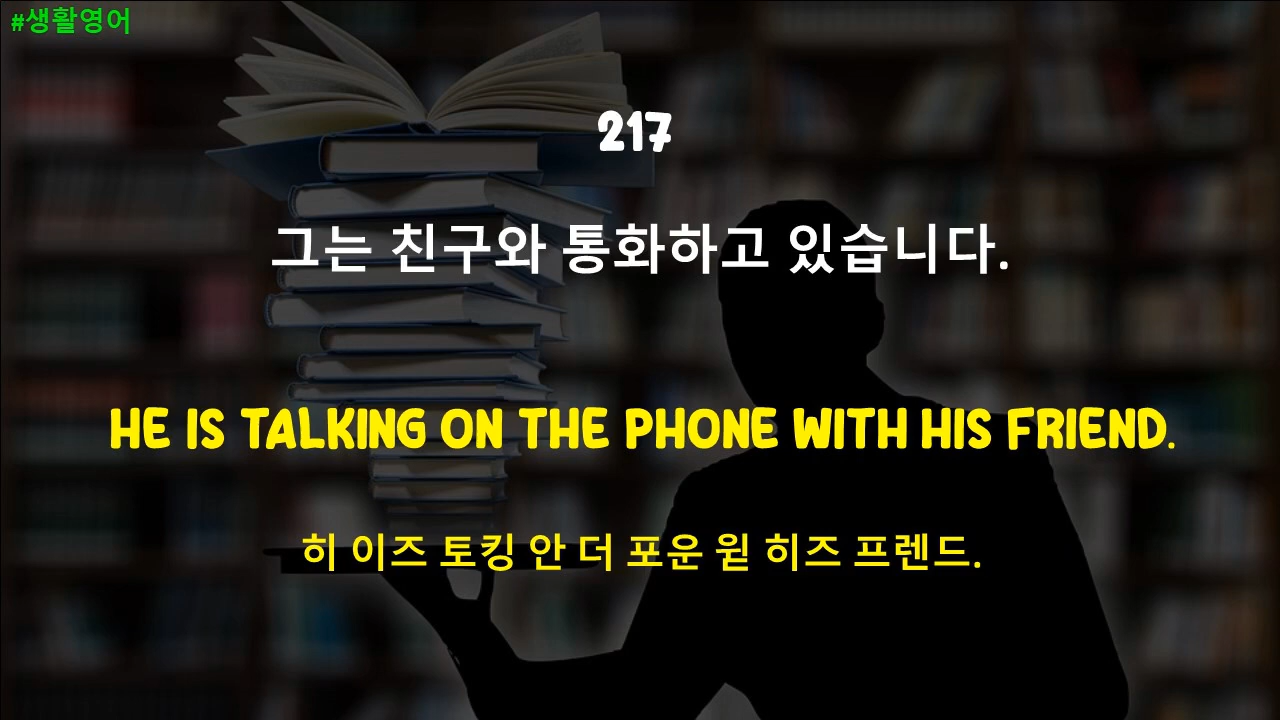 #생활영어
217
그는 친구와 통화하고 있습니다.
HE IS TALKING ON THE PHONE WITH HIS FRIEND.
히 이즈 토킹 안 더 포운 윋 히즈 프렌드.